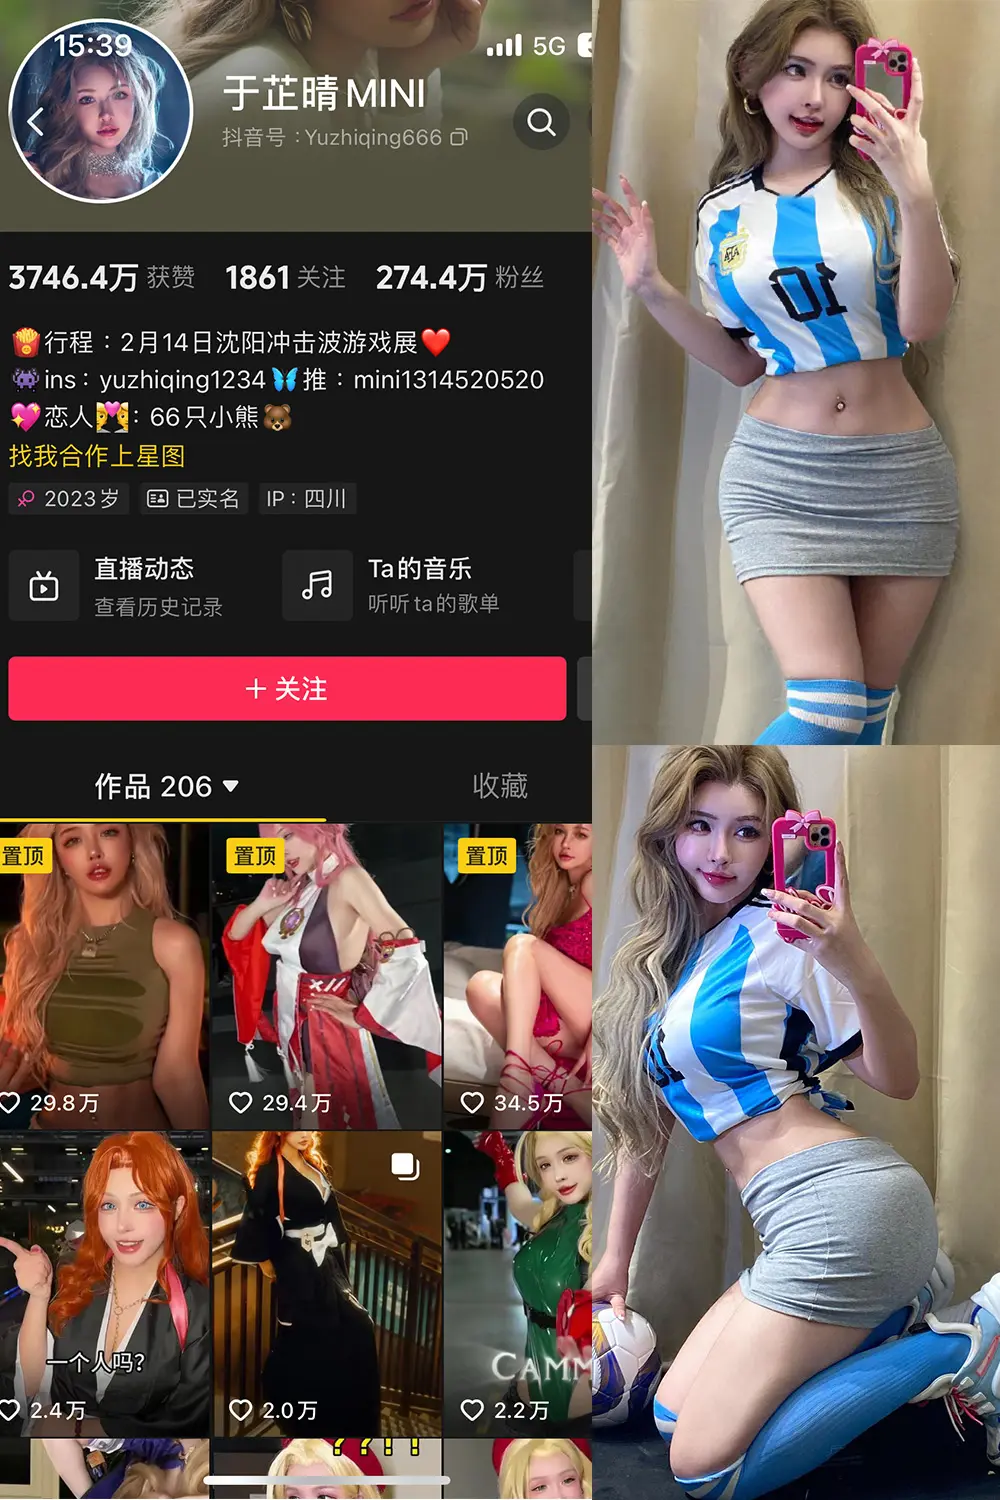 15:39
5G
于芷晴MINI
抖音号：Yuzhiqing666
3746.4万 获赞 1861 关注 274.4万 粉丝
🍟行程：2月14日沈阳冲击波游戏展❤️
👾ins：yuzhiqing1234🦋推：mini1314520520
💖恋人👩‍❤️‍💋‍👨：66只小熊🐻
找我合作上星图
2023岁 已实名 IP：四川
直播动态
查看历史记录
Ta的音乐
听听ta的歌单
+ 关注
作品 206 收藏
置顶 置顶 置顶
29.8万 29.4万 34.5万
一个人吗?
CAMM
2.4万 2.0万 2.2万
??!!
AFA
10